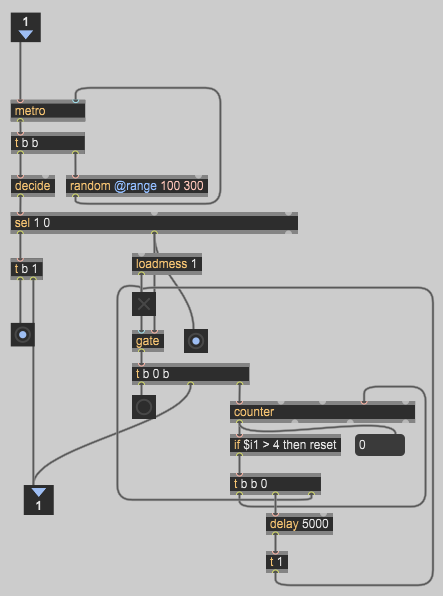 1
metro
t b b
decide
random @range 100 300
sel 1 0
t b 1
loadmess 1
gate
t b 0 b
counter
if $i1 > 4 then reset
0
t b b 0
1
delay 5000
t 1